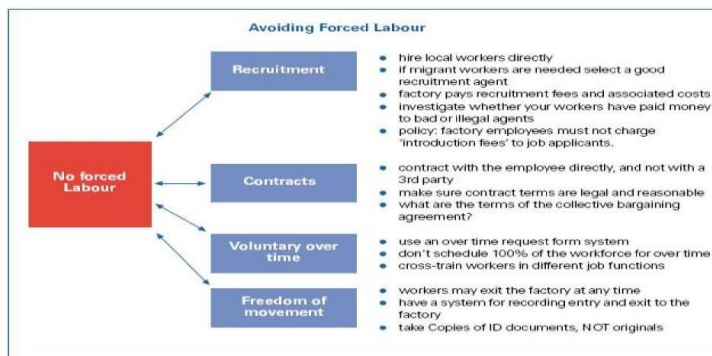 Avoiding Forced Labour
No forced
Labour
Recruitment
• hire local workers directly
• if migrant workers are needed select a good
recruitment agent
• factory pays recruitment fees and associated costs
• investigate whether your workers have paid money
to bad or illegal agents
• policy: factory employees must not charge
‘introduction fees’ to job applicants.
Contracts
• contract with the employee directly, and not with a
3rd party
• make sure contract terms are legal and reasonable
• what are the terms of the collective bargaining
agreement?
Voluntary over
time
• use an over time request form system
• don’t schedule 100% of the workforce for over time
• cross-train workers in different job functions
Freedom of
movement
• workers may exit the factory at any time
• have a system for recording entry and exit to the
factory
• take Copies of ID documents, NOT originals